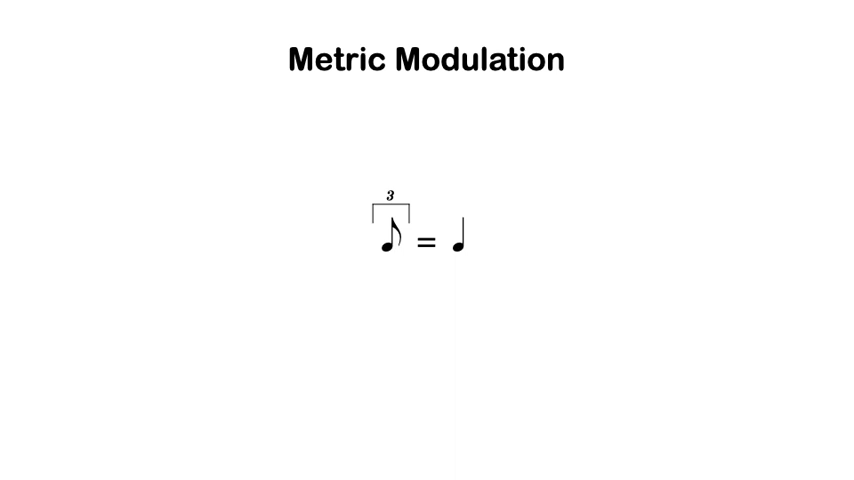 Metric Modulation
3
♪ = ♩